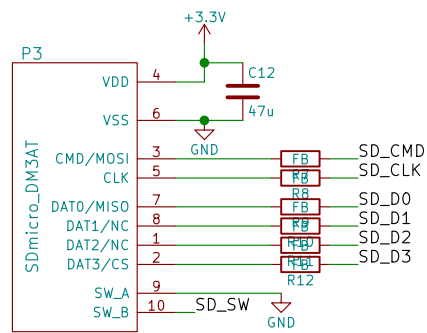 +3.3V
P3
C12
VDD
4
47u
VSS
6
GND
SDmicro_DM3AT
CMD/MOSI
3
FB
SD_CMD
CLK
5
FB
SD_CLK
R8
DAT0/MISO
7
FB
SD_D0
DAT1/NC
8
FB
SD_D1
R10
DAT2/NC
1
FB
SD_D2
R11
DAT3/CS
2
FB
SD_D3
R12
SW_A
9
SW_B
10
SD_SW
GND